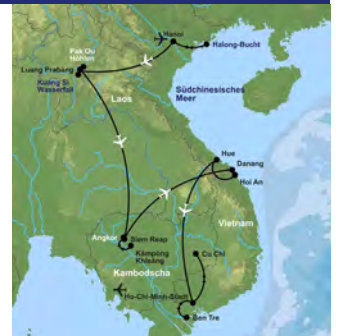 Hanoi
Halong-Bucht
Pak Ou
Höhlen
Luang Prabang
Kuang Si
Wasserfall
Laos
Südchinesisches
Meer
Hue
Danang
Hoi An
Vietnam
Angkor
Siem Reap
Kampong
Khleang
Cu Chi
Kambodscha
Ho-Chi-Minh-Stadt
Ben Tre